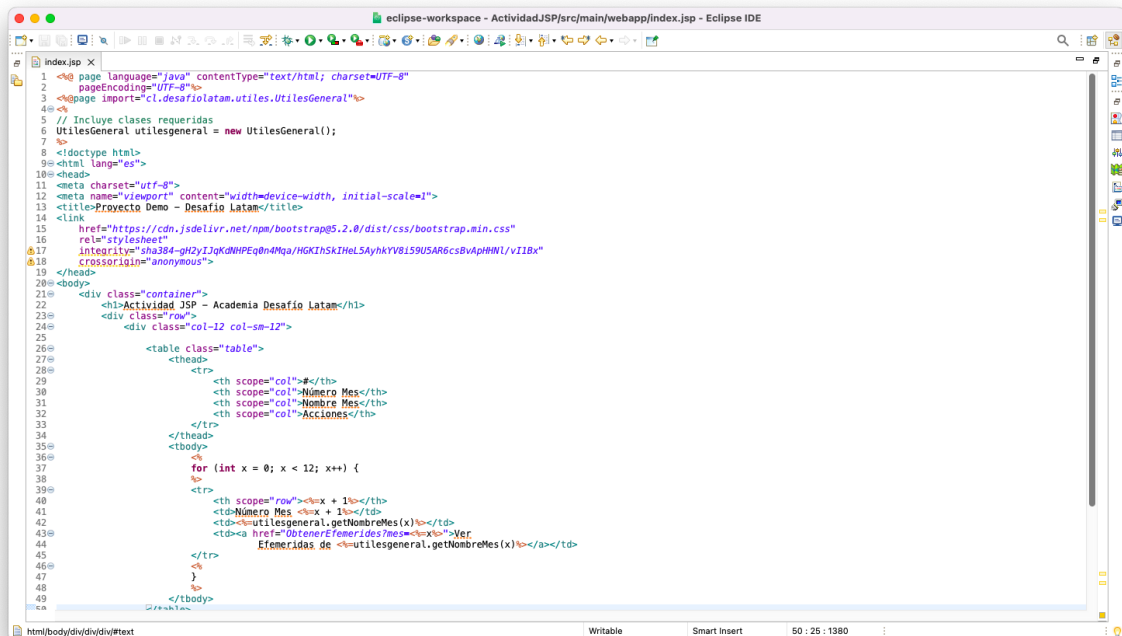 eclipse-workspace - ActividadJSP/src/main/webapp/index.jsp - Eclipse IDE
index.jsp
1 <%@ page language="java" contentType="text/html; charset=UTF-8"
2 pageEncoding="UTF-8"%>
3 <%@page import="cl.desafiolatam.utiles.UtilesGeneral"%>
4 <%
5 // Incluye clases requeridas
6 UtilesGeneral utilesgeneral = new UtilesGeneral();
7 %>
8 <!doctype html>
9 <html lang="es">
10 <head>
11 <meta charset="utf-8">
12 <meta name="viewport" content="width=device-width, initial-scale=1">
13 <title>Proyecto Demo - Desafio Latam</title>
14 <link
15 href="https://cdn.jsdelivr.net/npm/bootstrap@5.2.0/dist/css/bootstrap.min.css"
16 rel="stylesheet"
17 integrity="sha384-gH2yIJqKdNHPEq0n4Mqa/HGKIhSkIHeL5AyhkYV8i59U5AR6csBvApHHNl/vI1Bx"
18 crossorigin="anonymous">
19 </head>
20 <body>
21 <div class="container">
22 <h1>Actividad JSP - Academia Desafío Latam</h1>
23 <div class="row">
24 <div class="col-12 col-sm-12">
25
26 <table class="table">
27 <thead>
28 <tr>
29 <th scope="col">#</th>
30 <th scope="col">Número Mes</th>
31 <th scope="col">Nombre Mes</th>
32 <th scope="col">Acciones</th>
33 </tr>
34 </thead>
35 <tbody>
36 <%
37 for (int x = 0; x < 12; x++) {
38 %>
39 <tr>
40 <th scope="row"><%=x + 1%></th>
41 <td>Número Mes <%=x + 1%></td>
42 <td><%=utilesgeneral.getNombreMes(x)%></td>
43 <td><a href="ObtenerEfemerides?mes=<%=x%>">Ver
44 Efemeridas de <%=utilesgeneral.getNombreMes(x)%></a></td>
45 </tr>
46 <%
47 }
48 %>
49 </tbody>
50 </table>
html/body/div/div/div/#text
Writable
Smart Insert
50 : 25 : 1380